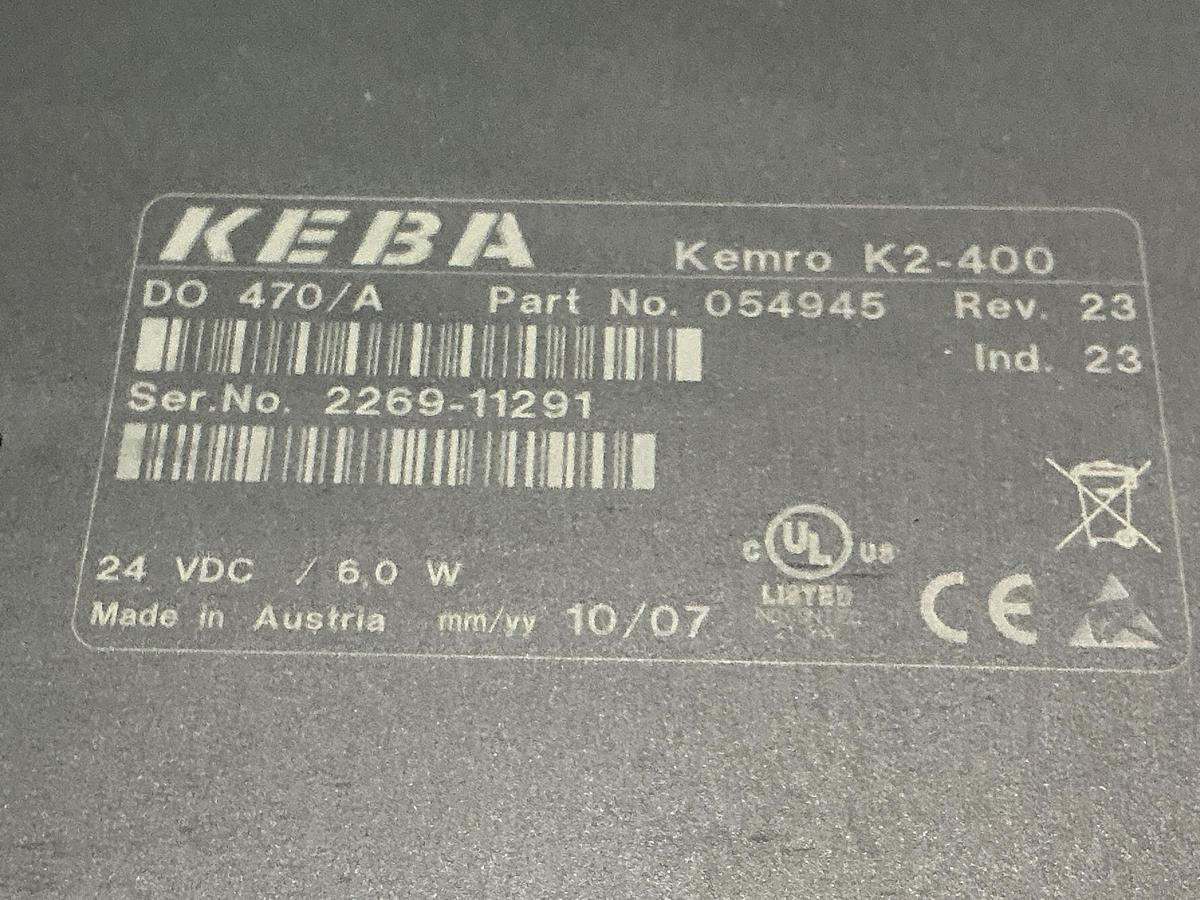 KEBA Kemro K2-400
DO 470/A Part No. 054945 Rev. 23
Ind. 23
Ser.No. 2269-11291
C UL US
LISTED
24 VDC / 6.0 W
CE
Made in Austria mm/yy 10/07